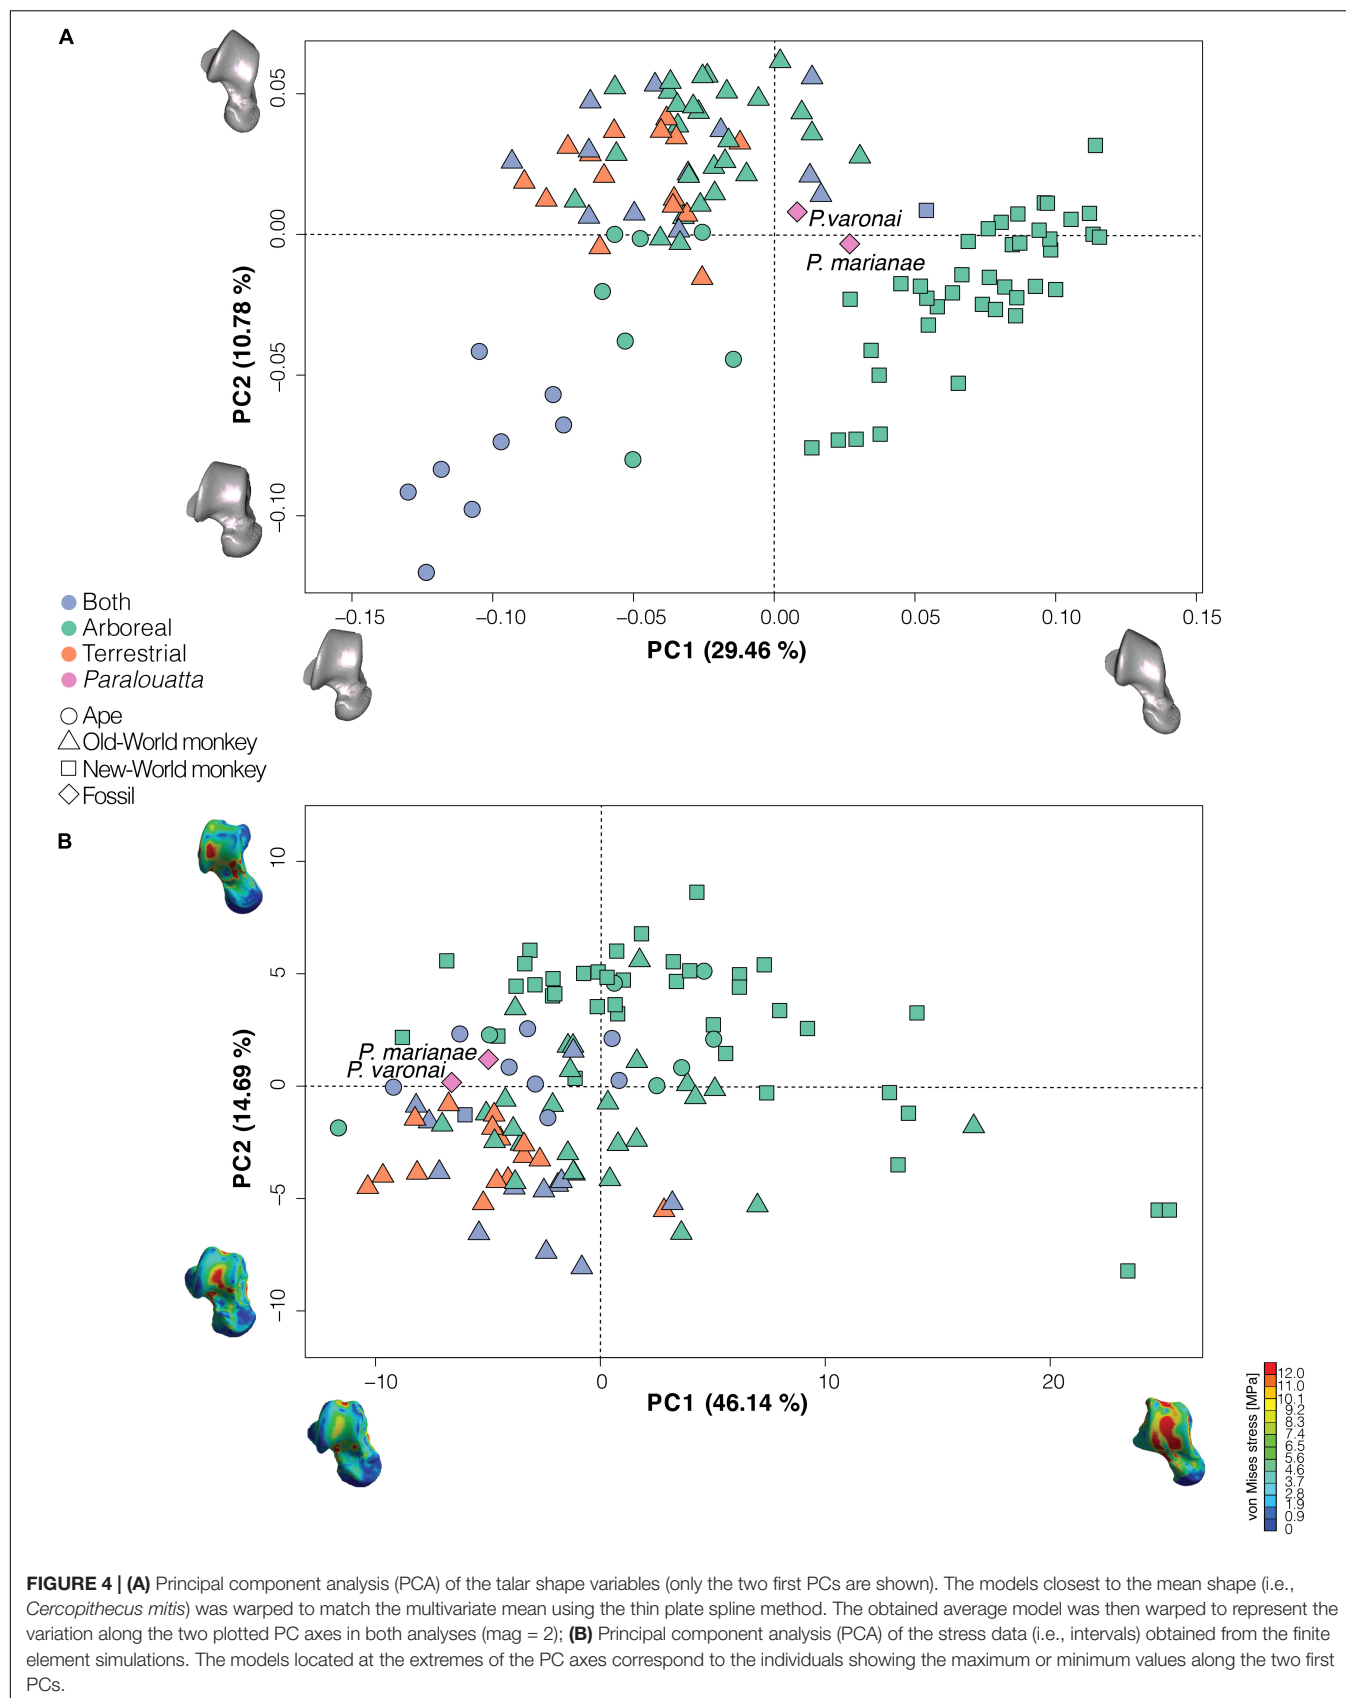 A
0.05
0.00
−0.05
−0.10
PC2 (10.78 %)
P.varonai
P. marianae
−0.15
−0.10
−0.05
0.00
0.05
0.10
0.15
PC1 (29.46 %)
Both
Arboreal
Terrestrial
Paralouatta
Ape
Old-World monkey
New-World monkey
Fossil
B
10
5
0
−5
−10
PC2 (14.69 %)
P. marianae
P. varonai
−10
0
10
20
PC1 (46.14 %)
von Mises stress [MPa]
12.0
11.0
10.1
9.2
8.3
7.4
6.5
5.6
4.6
3.7
2.8
1.9
0.9
0
FIGURE 4 | (A) Principal component analysis (PCA) of the talar shape variables (only the two first PCs are shown). The models closest to the mean shape (i.e.,
Cercopithecus mitis) was warped to match the multivariate mean using the thin plate spline method. The obtained average model was then warped to represent the
variation along the two plotted PC axes in both analyses (mag = 2); (B) Principal component analysis (PCA) of the stress data (i.e., intervals) obtained from the finite
element simulations. The models located at the extremes of the PC axes correspond to the individuals showing the maximum or minimum values along the two first
PCs.